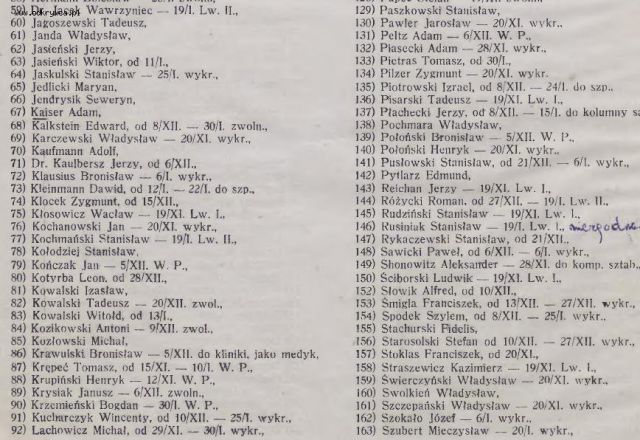 59) Dr. Jacek Wawrzyniec — 19/I. Lw. II.,
60) Jagoszewski Tadeusz,
61) Janda Władysław,
62) Jasieński Jerzy,
63) Jasieński Wiktor, od 11/I.,
64) Jaskulski Stanisław — 25/I. wykr.,
65) Jedlicki Maryan,
66) Jendrysik Seweryn,
67) Kaiser Adam,
68) Kalkstein Edward, od 8/XII. — 30/I. zwoln.,
69) Karczewski Władysław — 20/XI. wykr.,
70) Kaufmann Adolf,
71) Dr. Kaulbersz Jerzy, od 6/XII.,
72) Klausius Bronisław — 6/I. wykr.,
73) Kleinmann Dawid, od 12/I. — 22/I. do szp.,
74) Klocek Zygmunt, od 15/XII.,
75) Kłosowicz Wacław — 19/XI. Lw. I.,
76) Kochanowski Jan — 20/XI. wykr.,
77) Kochmański Stanisław — 19/I. Lw. II.,
78) Kołodziej Stanisław,
79) Kończak Jan — 5/XII. W. P.,
80) Kotyrba Leon, od 28/XII.,
81) Kowalski Izasław,
82) Kowalski Tadeusz — 20/XII. zwol.,
83) Kowalski Witold, od 13/I.,
84) Kozikowski Antoni — 9/XII. zwol.,
85) Kozłowski Michał,
86) Krawulski Bronisław — 5/XII. do kliniki, jako medyk,
87) Krępeć Tomasz, od 15/XI. — 10/I. W. P.,
88) Krupiński Henryk — 12/XI. W. P.,
89) Krysiak Janusz — 6/XII. zwoln.,
90) Krzemieński Bogdan — 30/I. W. P.,
91) Kucharczyk Wincenty, od 10/XII. — 25/I. wykr.,
92) Lachowicz Michał, od 29/XI. — 30/I. wykr.,
129) Paszkowski Stanisław,
130) Pawler Jarosław — 20/XI. wykr.,
131) Peltz Adam — 6/XII. W. P.,
132) Piasecki Adam — 28/XI. wykr.,
133) Pietras Tomasz, od 30/I.,
134) Pilzer Zygmunt — 20/XI. wykr.
135) Piotrowski Izrael, od 8/XII. — 24/I. do szp.,
136) Pisarski Tadeusz — 19/XI. Lw. I.,
137) Płachecki Jerzy, od 8/XII. — 15/I. do kolumny
138) Pochmara Władysław,
139) Połoński Bronisław — 5/XII. W. P.,
140) Połoński Henryk — 20/XI. wykr.,
141) Pusłowski Stanisław, od 21/XII. — 6/I. wykr.,
142) Pytlarz Edmund,
143) Reichan Jerzy — 19/XI. Lw. I.,
144) Różycki Roman, od 27/XII. — 19/I. Lw. II.,
145) Rudziński Stanisław — 19/XI. Lw. I.,
146) Rusiniak Stanisław — 19/I. Lw. I.,
147) Rykaczewski Stanisław, od 21/XII.,
148) Sawicki Paweł, od 6/XII. — 6/I. wykr.,
149) Shonowitz Aleksander — 28/XI. do komp. sztab.,
150) Ściborski Ludwik — 19/XI. Lw. I.,
152) Słowik Alfred, od 10/XII.,
153) Śmigla Franciszek, od 13/XII. — 27/XII. wykr.,
154) Spodek Szylem, od 8/XII. — 25/I. wykr.,
155) Stachurski Fidelis,
156) Starosolski Stefan od 10/XII. — 27/XII. wykr.,
157) Stoklas Franciszek, od 20/XI.,
158) Straszewicz Kazimierz — 19/XI. Lw. I.,
159) Świerczyński Władysław — 20/XI. wykr.,
160) Swolkień Władysław,
161) Szczepański Władysław — 20/XI. wykr.,
162) Szokało Józef — 6/I. wykr.,
163) Szubert Mieczysław — 20/I. wykr.,